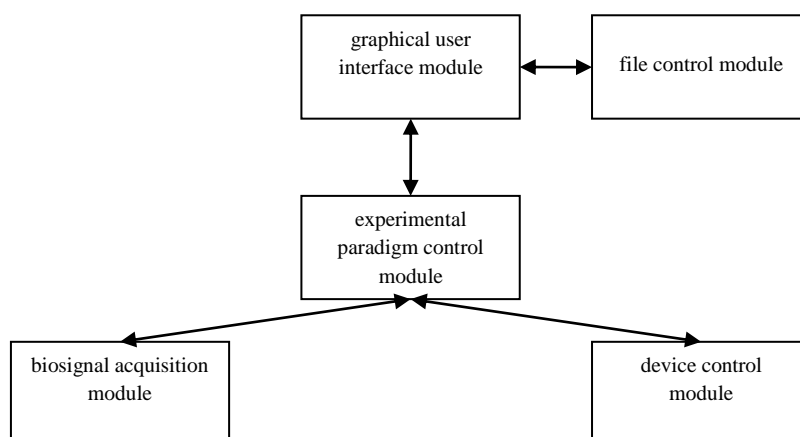 graphical user
interface module
file control module
experimental
paradigm control
module
biosignal acquisition
module
device control
module